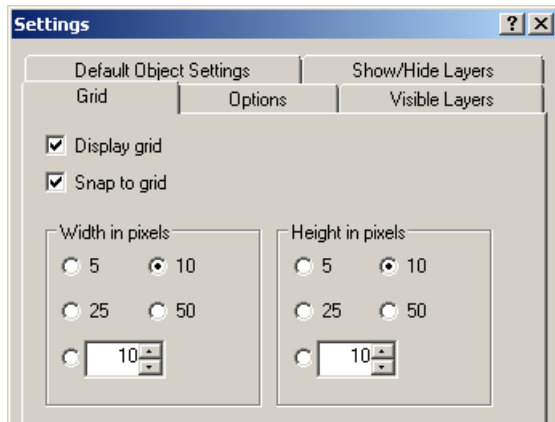 Settings
Default Object Settings Show/Hide Layers
Grid Options Visible Layers
Display grid
Snap to grid
Width in pixels Height in pixels
5 10 5 10
25 50 25 50
10 10